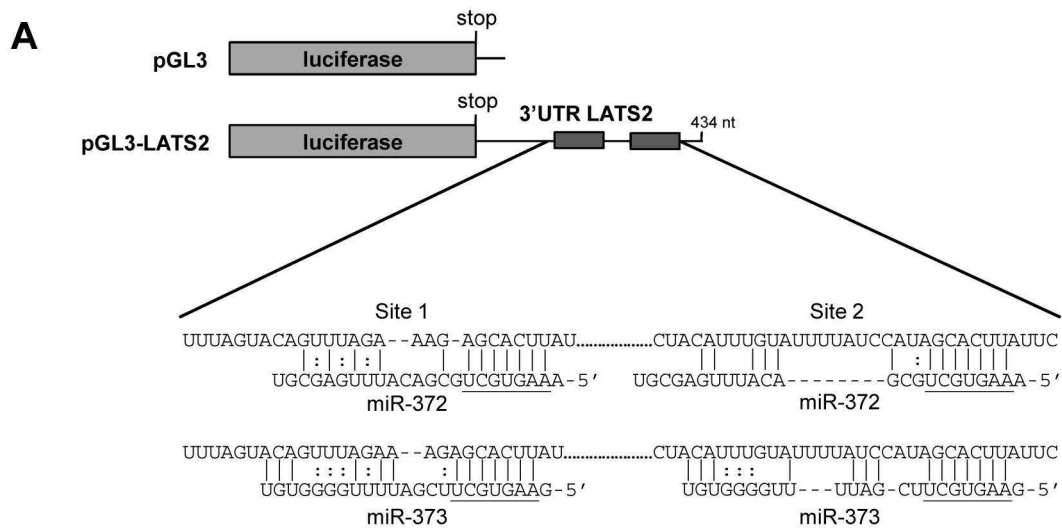 A
stop
pGL3
luciferase
stop
3'UTR LATS2
434 nt
pGL3-LATS2
luciferase
Site 1
Site 2
UUUAGUACAGUUUAGA--AAG-AGCACUUAU.................CUACAUUUGUAUUUUAUCCAUAGCACUUAUUC
UGCGAGUUUACAGCGUCGUGAAA-5'
UGCGAGUUUACA--------GCGUCGUGAAA-5'
miR-372
miR-372
UUUAGUACAGUUUAGAA--AGAGCACUUAU.................CUACAUUUGUAUUUUAUCCAUAGCACUUAUUC
UGUGGGGUUUUAGCUUCGUGAAG-5'
UGUGGGGUU---UUAG-CUUCGUGAAG-5'
miR-373
miR-373